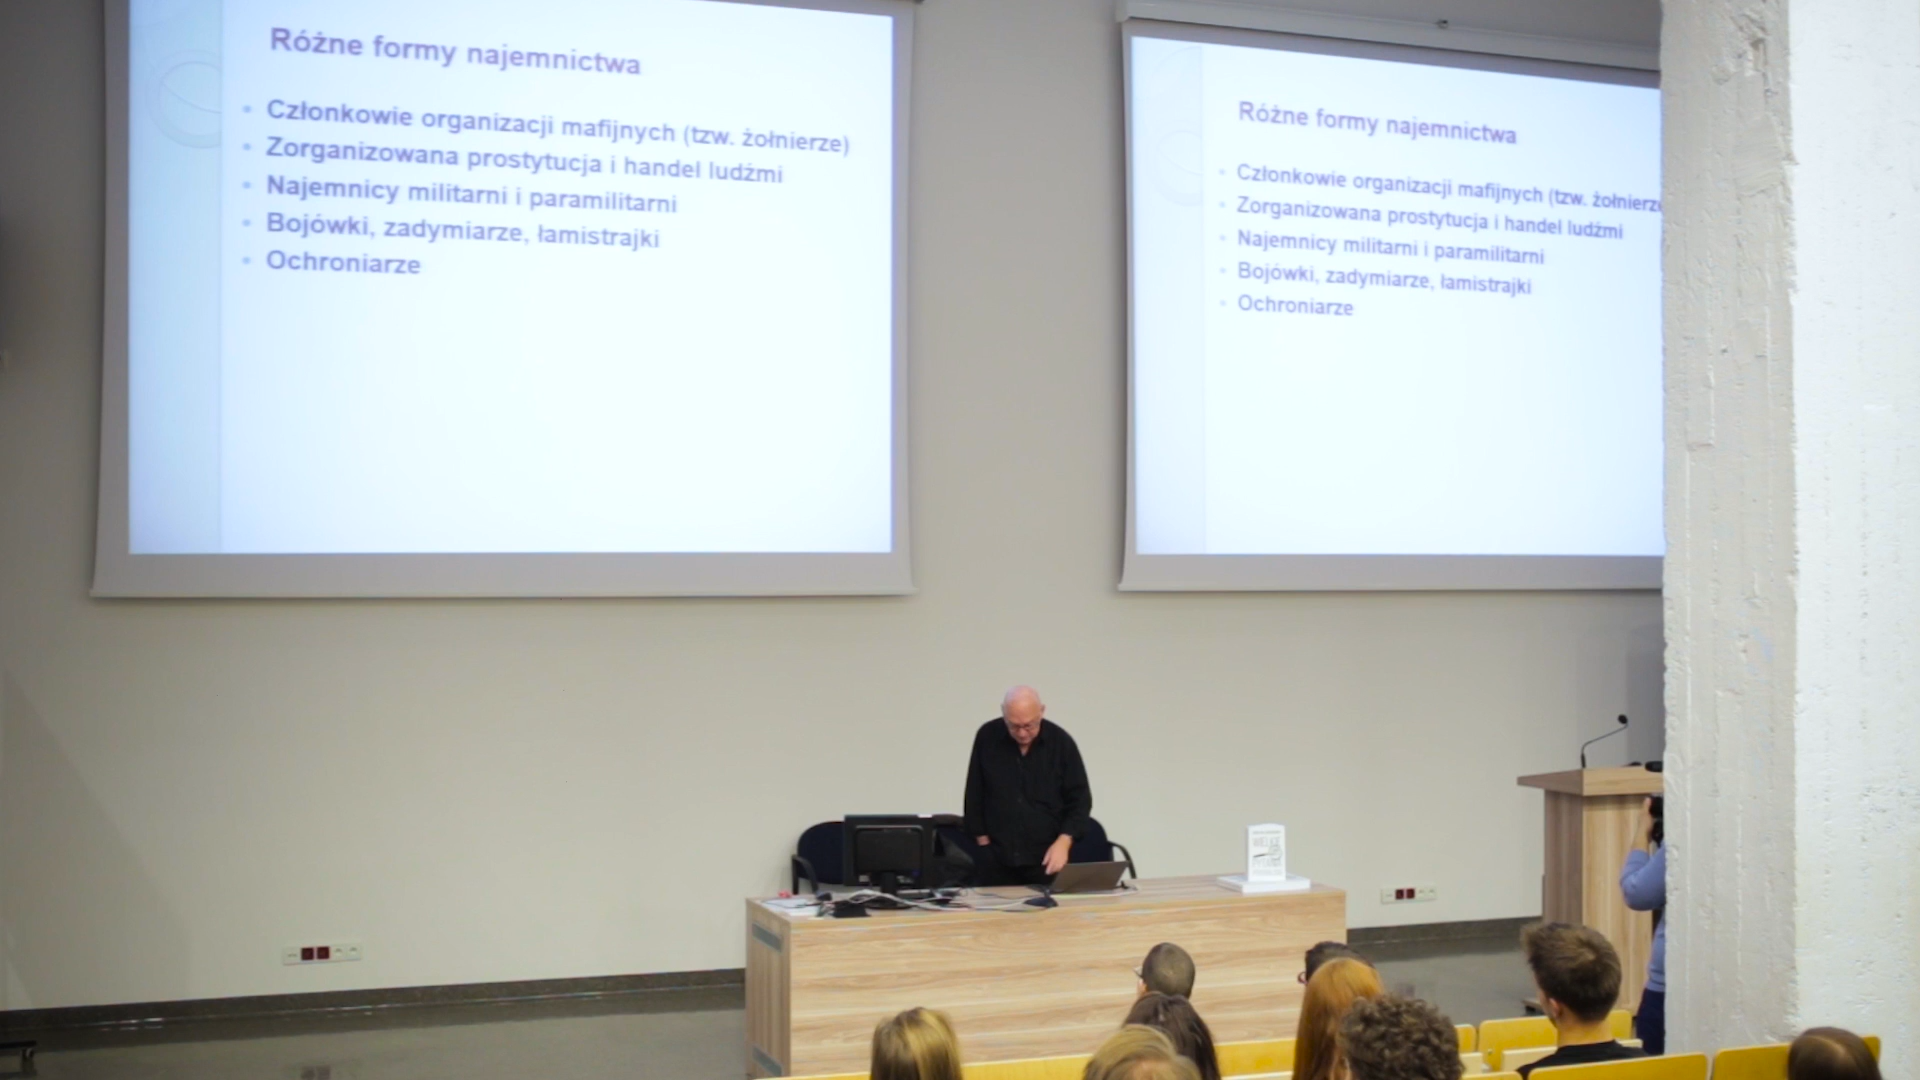 Różne formy najemnictwa
Członkowie organizacji mafijnych (tzw. żołnierze)
Zorganizowana prostytucja i handel ludźmi
Najemnicy militarni i paramilitarni
Bojówki, zadymiarze, łamistrajki
Ochroniarze
Różne formy najemnictwa
Członkowie organizacji mafijnych (tzw. żołnierze
Zorganizowana prostytucja i handel ludźmi
Najemnicy militarni i paramilitarni
Bojówki, zadymiarze, łamistrajki
Ochroniarze
WIELKIE